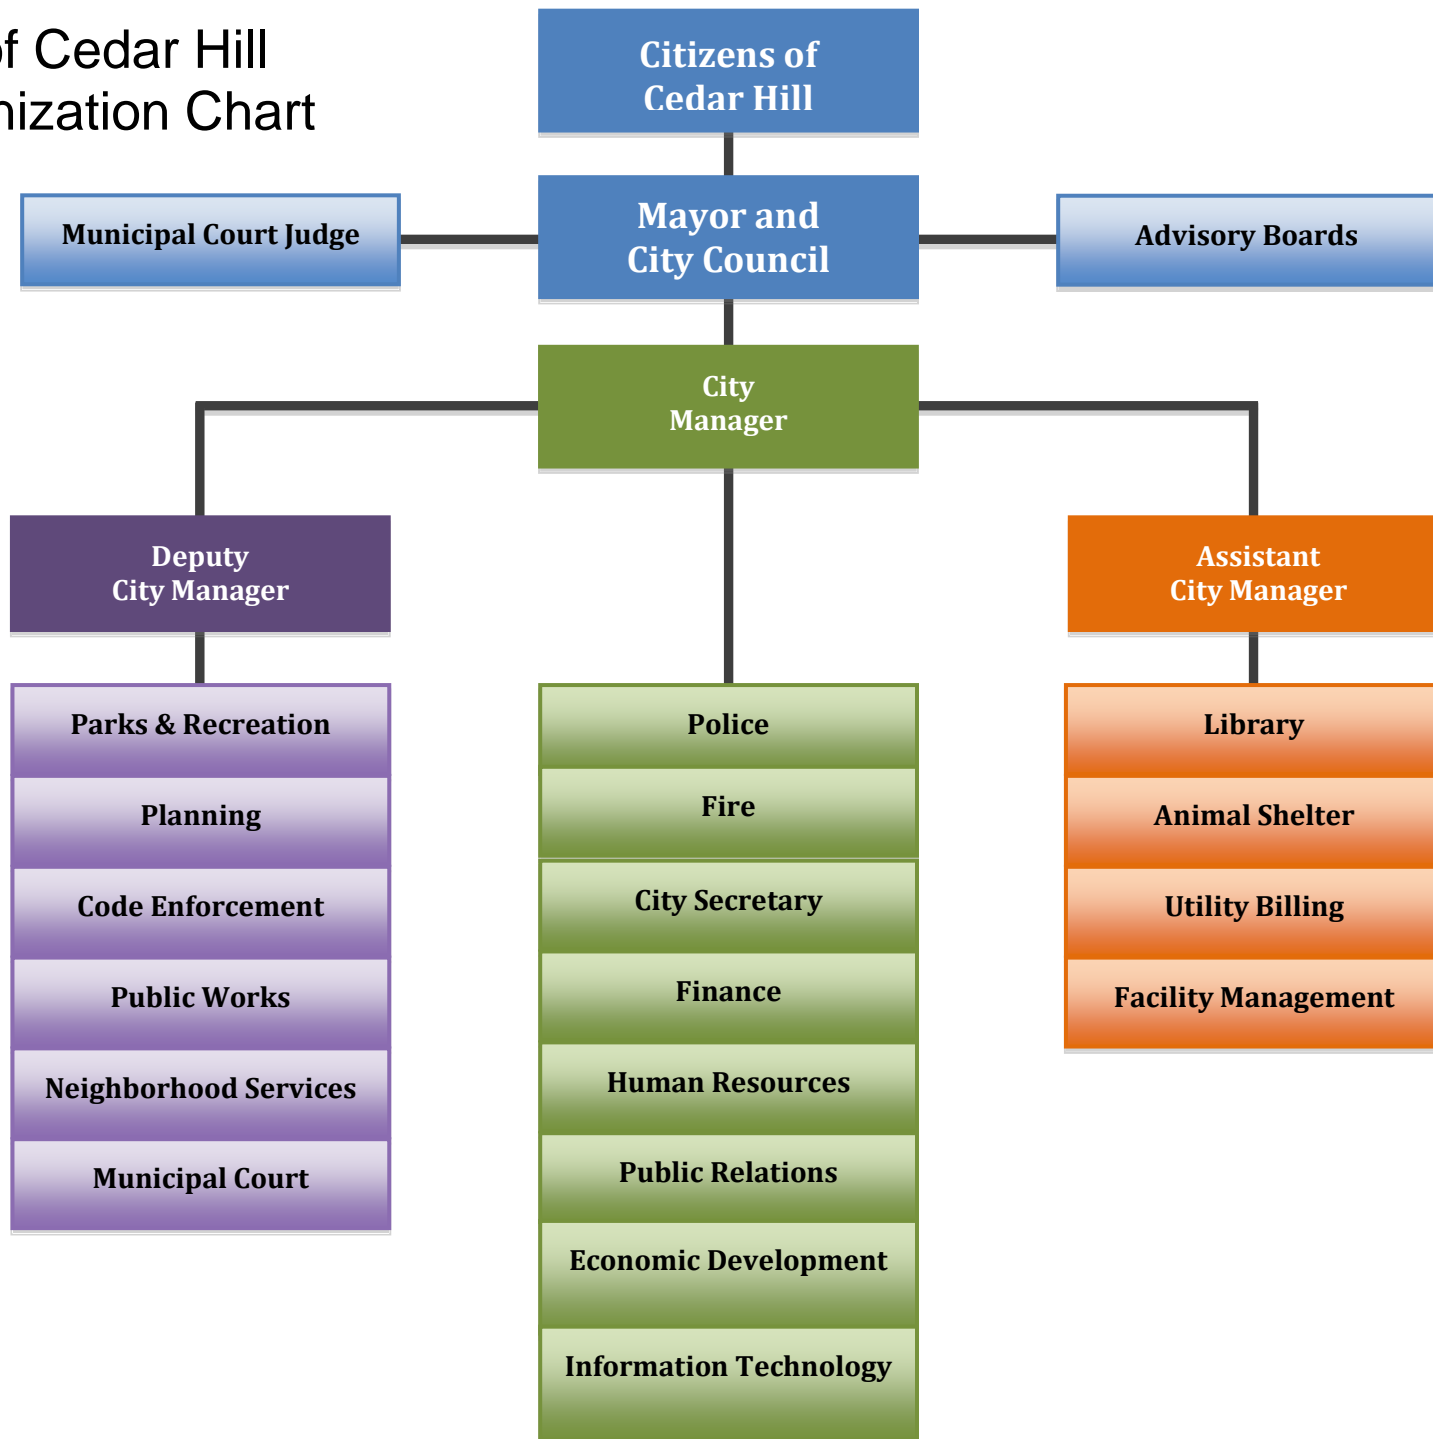 of Cedar Hill
nization Chart
Citizens of
Cedar Hill
Municipal Court Judge
Mayor and
City Council
Advisory Boards
City
Manager
Deputy
City Manager
Assistant
City Manager
Parks & Recreation
Planning
Code Enforcement
Public Works
Neighborhood Services
Municipal Court
Police
Fire
City Secretary
Finance
Human Resources
Public Relations
Economic Development
Information Technology
Library
Animal Shelter
Utility Billing
Facility Management